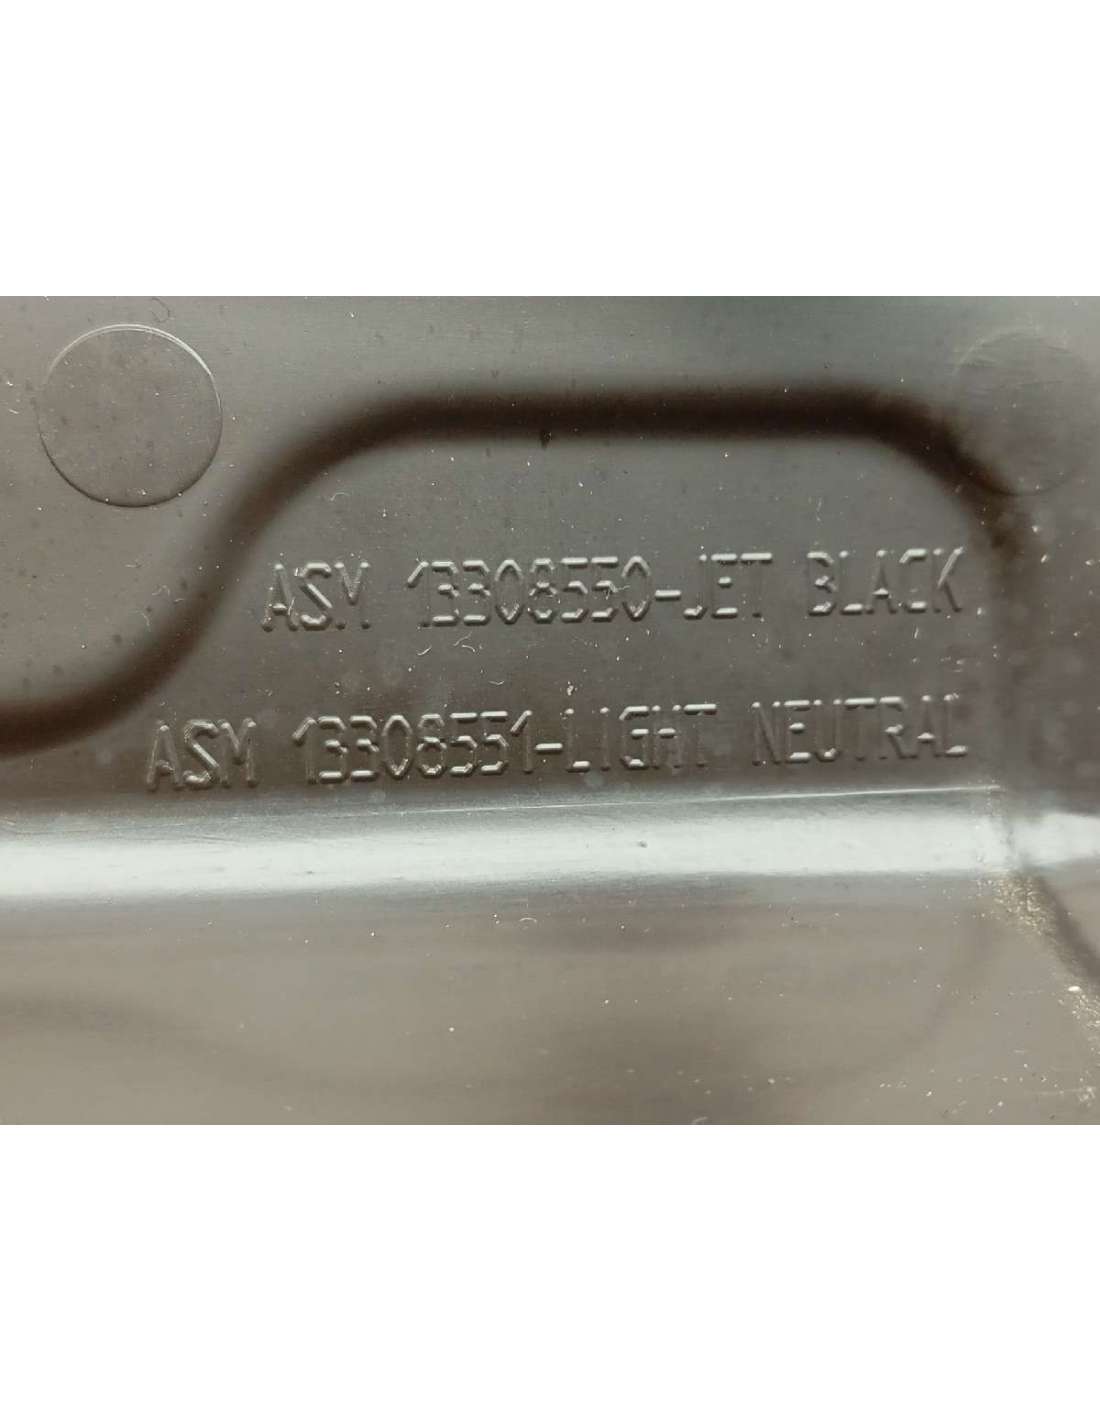 ASM 13308550-JET BLACK
ASM 13308551-LIGHT NEUTRAL